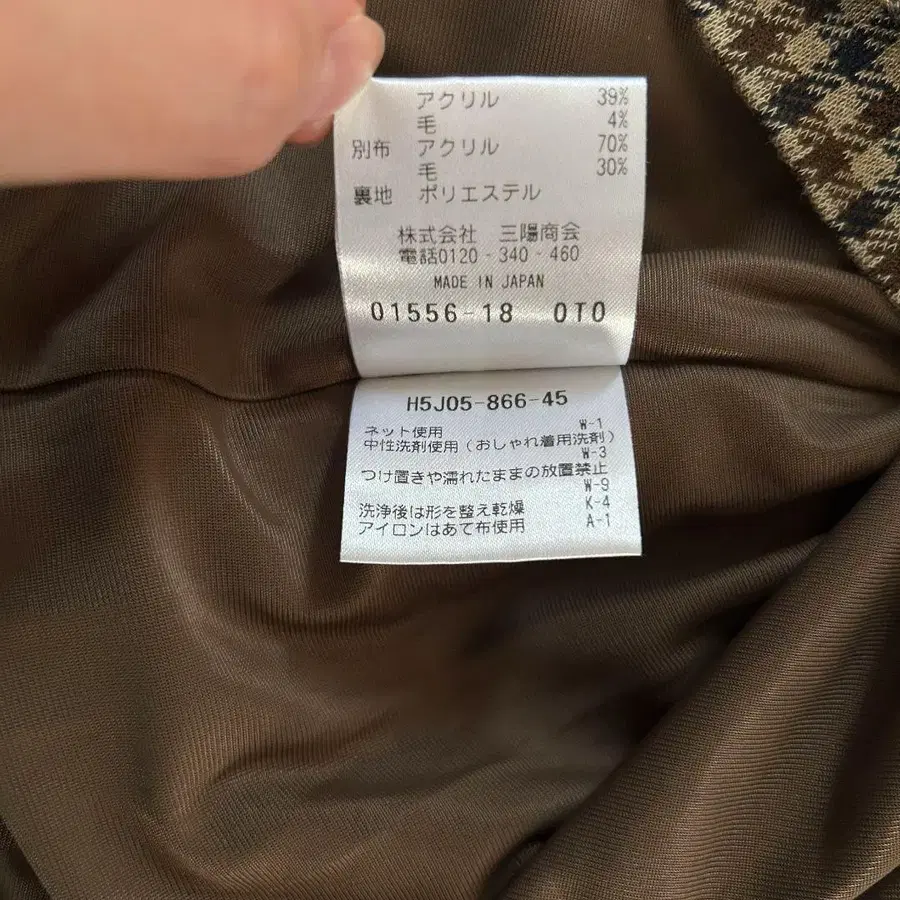 アクリル 39%
毛 4%
別布 アクリル 70%
毛 30%
裏地 ポリエステル
株式会社 三陽商会
電話0120-340-460
MADE IN JAPAN
01556-18 0T0
H5J05-866-45
ネット使用 W-1
中性洗剤使用(おしゃれ着用洗剤)
W-3
つけ置きや濡れたままの放置禁止
W-9
洗浄後は形を整え乾燥 K-4
アイロンはあて布使用 A-1